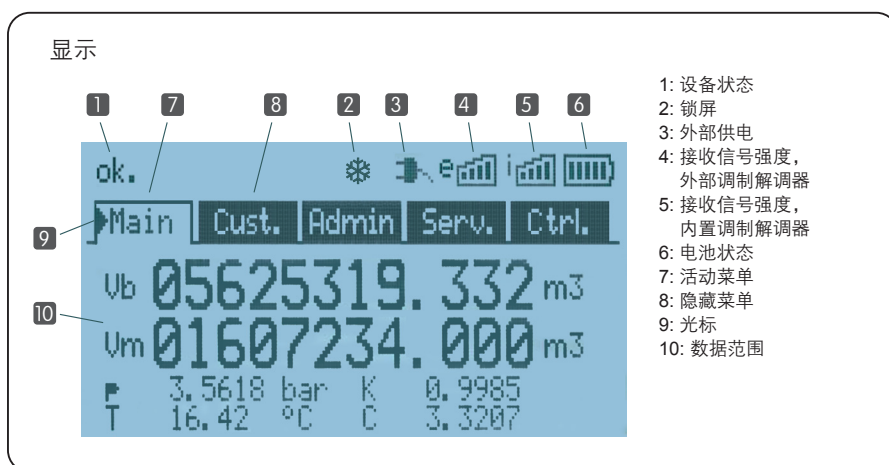 显示
1 7 8 2 3 4 5 6
ok. e i
Main Cust. Admin Serv. Ctrl.
9
Vb 05625319.332 m3
10
Vm 01607234.000 m3
P 3.5618 bar K 0.9985
T 16.42 °C C 3.3207
1: 设备状态
2: 锁屏
3: 外部供电
4: 接收信号强度，
外部调制解调器
5: 接收信号强度，
内置调制解调器
6: 电池状态
7: 活动菜单
8: 隐藏菜单
9: 光标
10: 数据范围